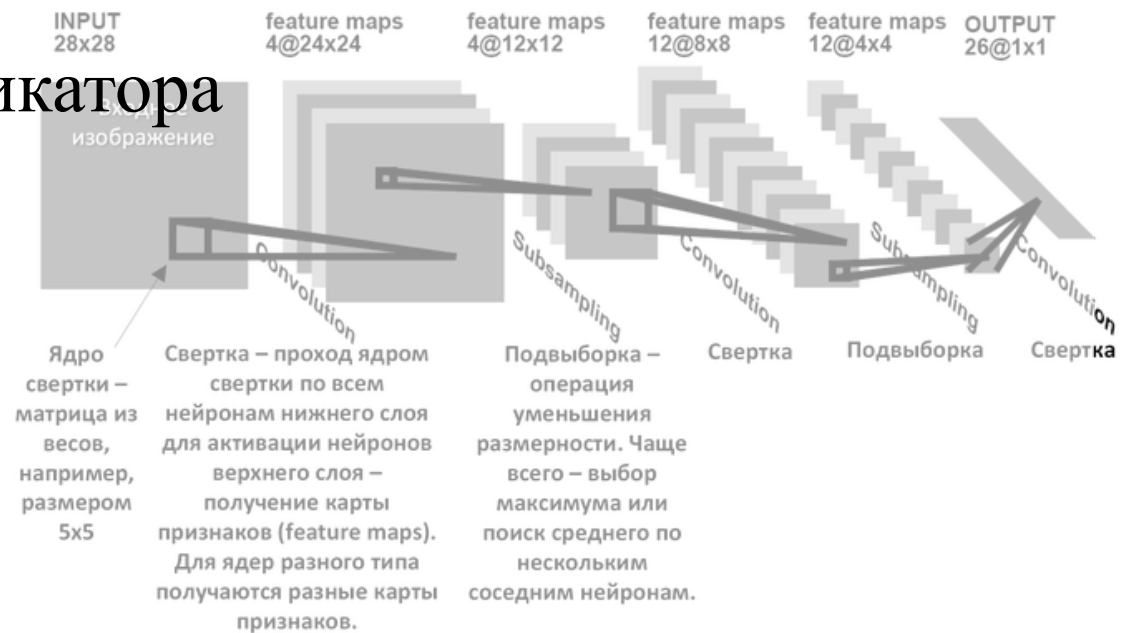 INPUT
28x28
feature maps
4@24x24
feature maps
4@12x12
feature maps
12@8x8
feature maps
12@4x4
OUTPUT
26@1x1
икатора
Входное
изображение
Convolution
Subsampling
Convolution
Subsampling
Convolution
Ядро
свертки –
матрица из
весов,
например,
размером
5x5
Свертка – проход ядром
свертки по всем
нейронам нижнего слоя
для активации нейронов
верхнего слоя –
получение карты
признаков (feature maps).
Для ядер разного типа
получаются разные карты
признаков.
Подвыборка –
операция
уменьшения
размерности. Чаще
всего – выбор
максимума или
поиск среднего по
нескольким
соседним нейронам.
Свертка
Подвыборка
Свертка